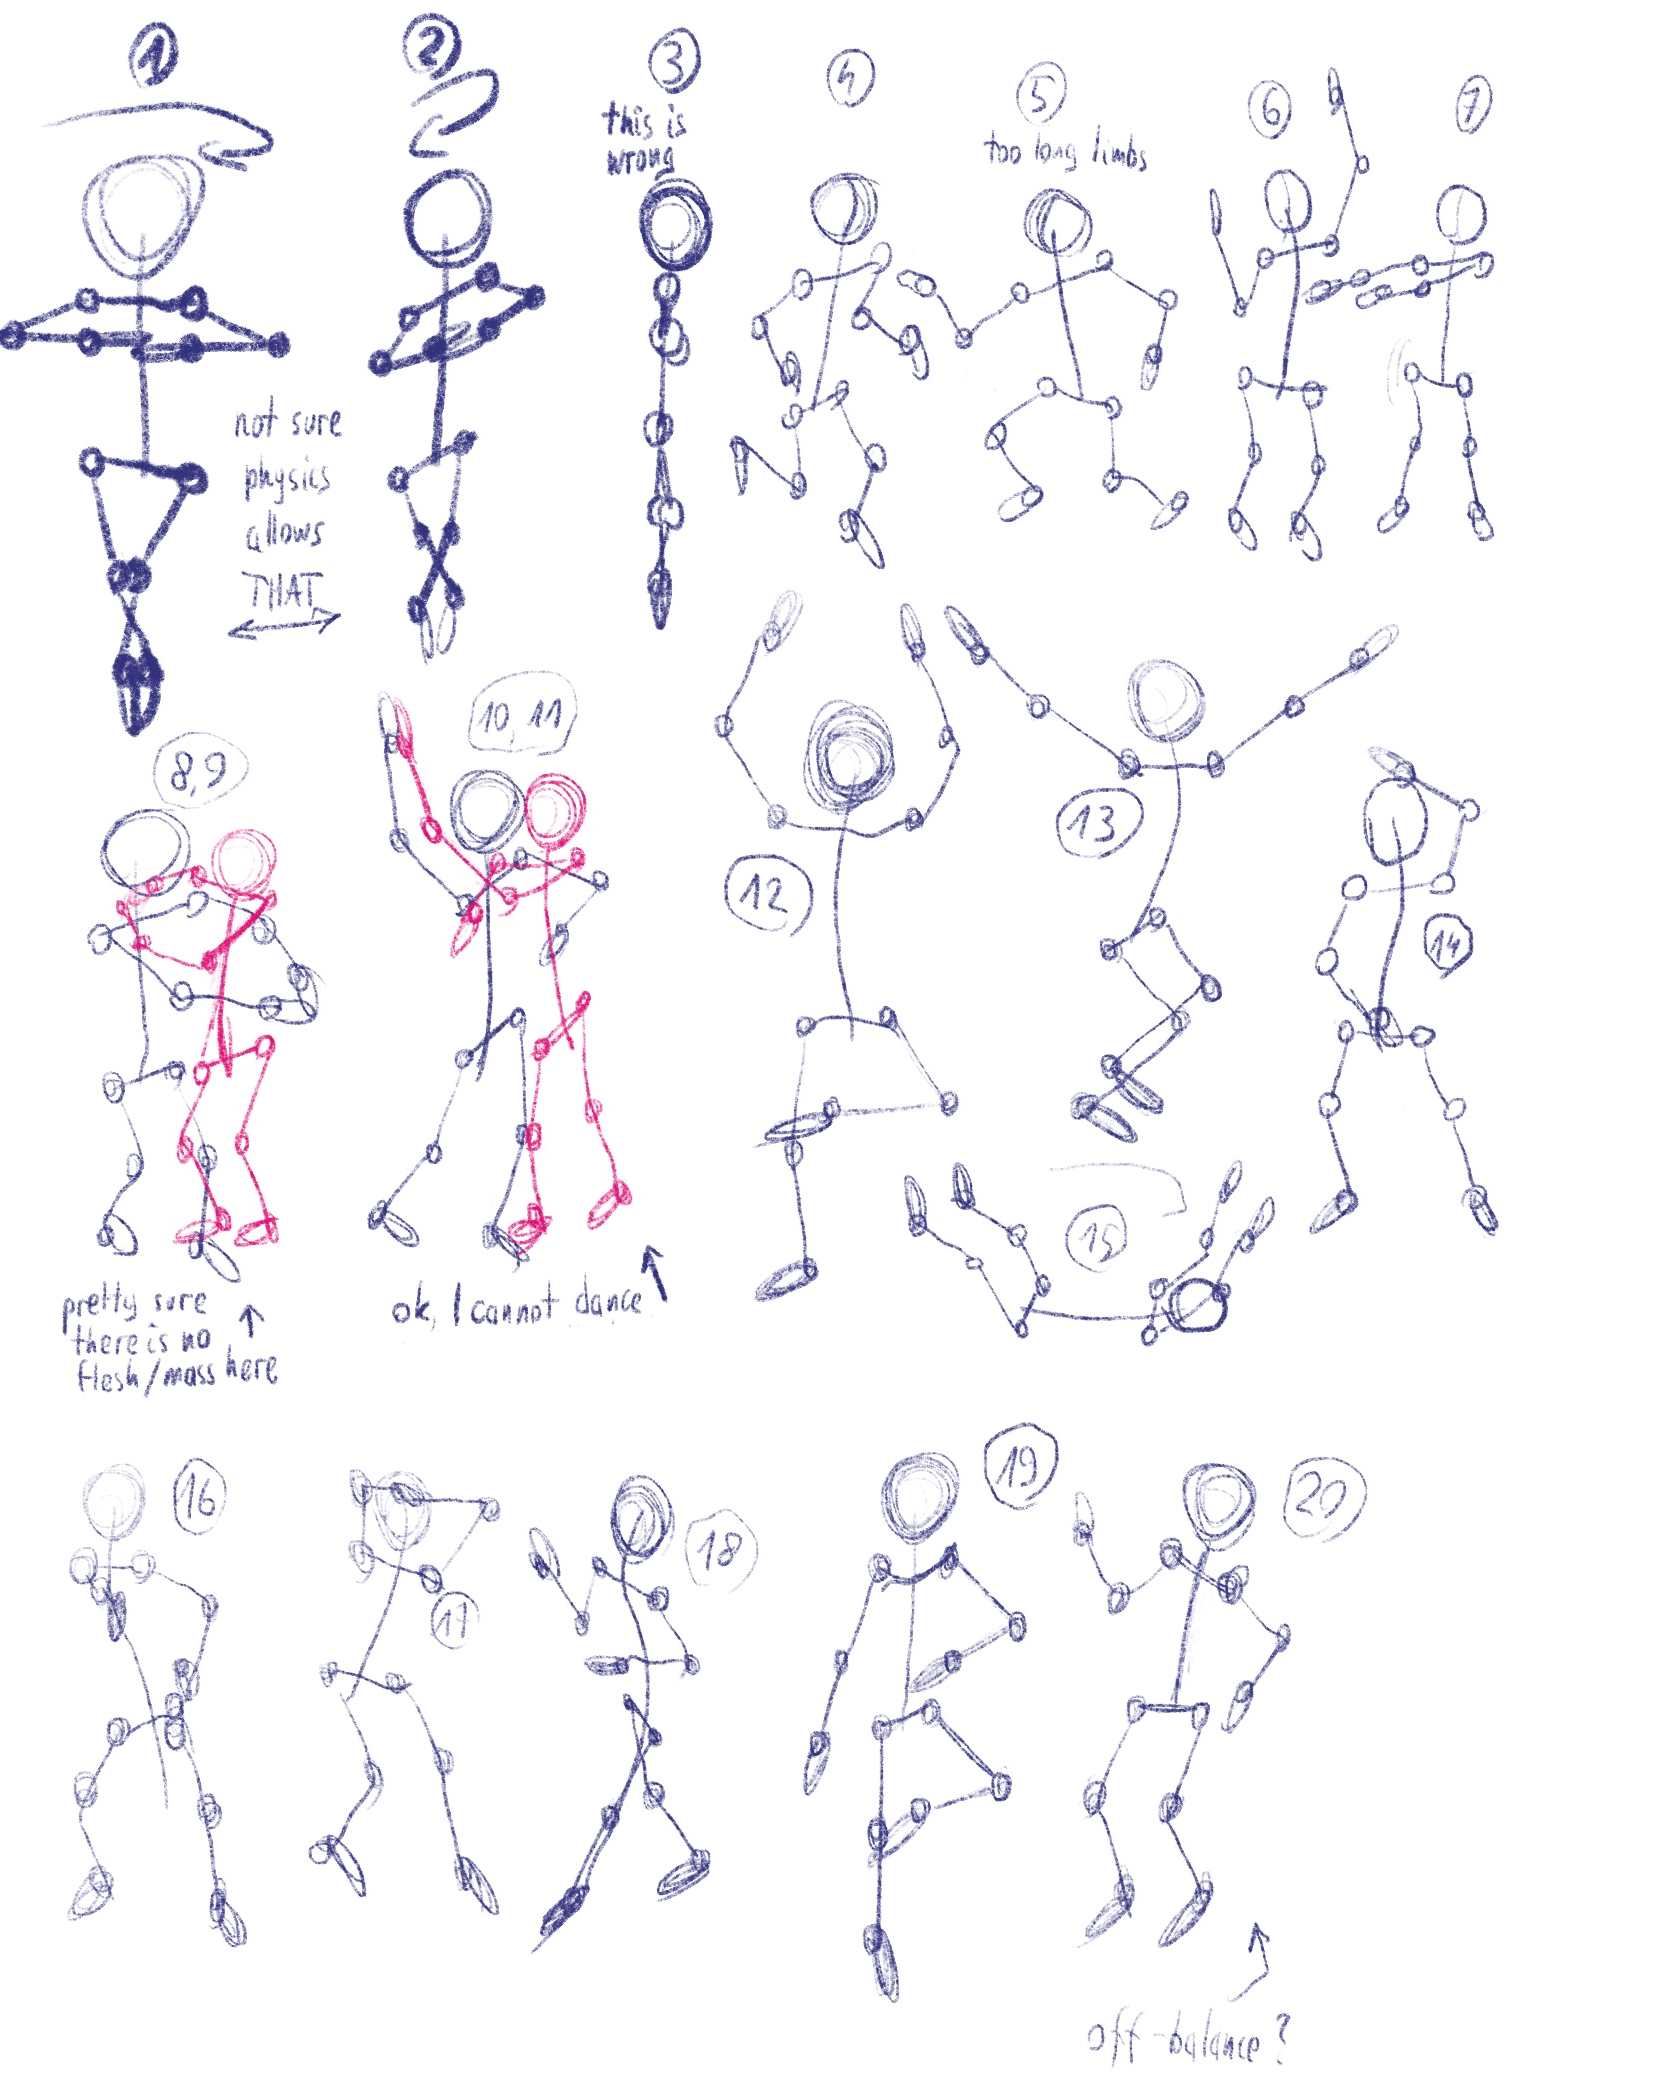 1
2
3
this is
wrong
4
5
too long limbs
6
7
not sure
physics
allows
THAT
8,9
10, 11
12
13
14
15
pretty sure
there is no
flesh/mass here
ok, I cannot dance
16
17
18
19
20
off-balance?